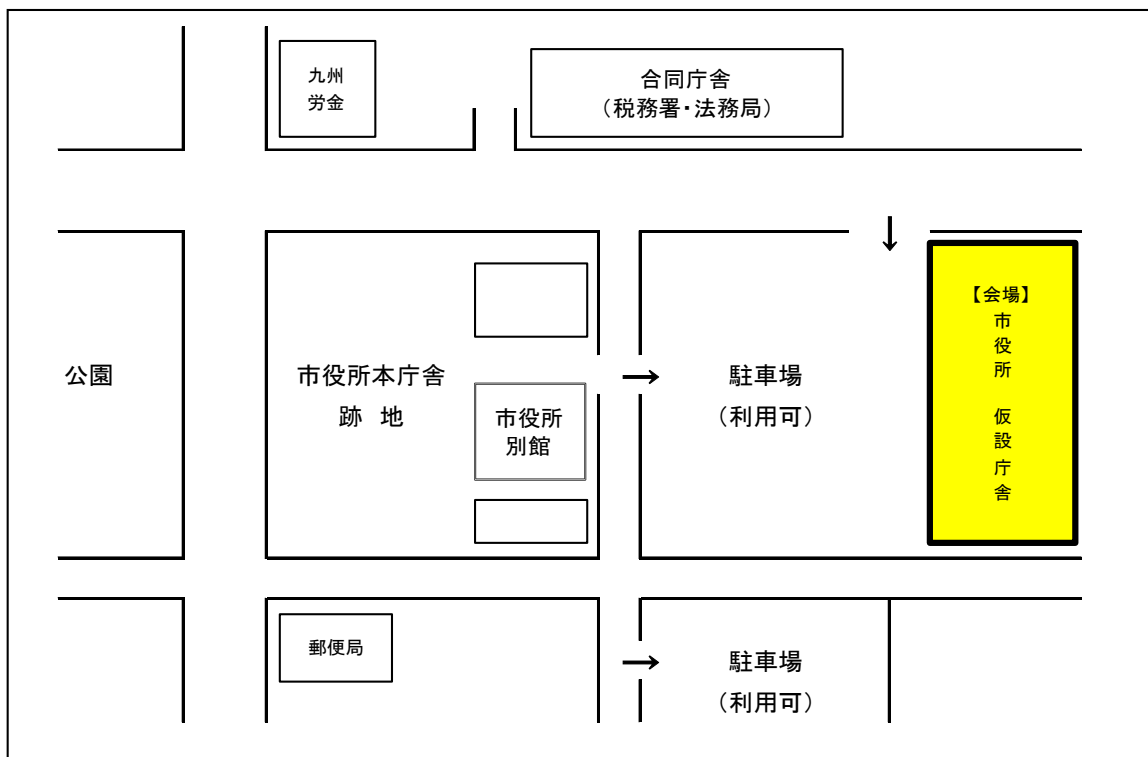 九州
労金
合同庁舎
（税務署・法務局）
【会場】
市役所　仮設庁舎
公園
市役所本庁舎
跡　地
市役所
別館
駐車場
（利用可）
郵便局
駐車場
（利用可）